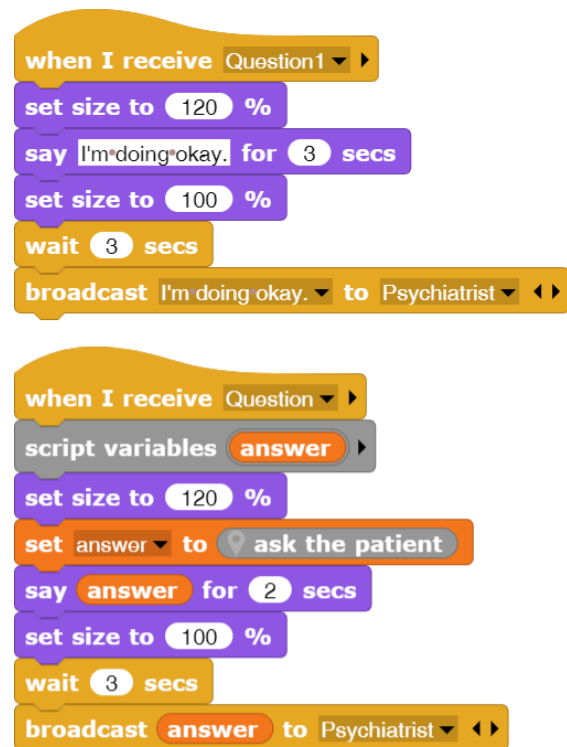 when I receive Question1
set size to 120 %
say I'm doing okay. for 3 secs
set size to 100 %
wait 3 secs
broadcast I'm doing okay. to Psychiatrist
when I receive Question
script variables answer
set size to 120 %
set answer to ask the patient
say answer for 2 secs
set size to 100 %
wait 3 secs
broadcast answer to Psychiatrist